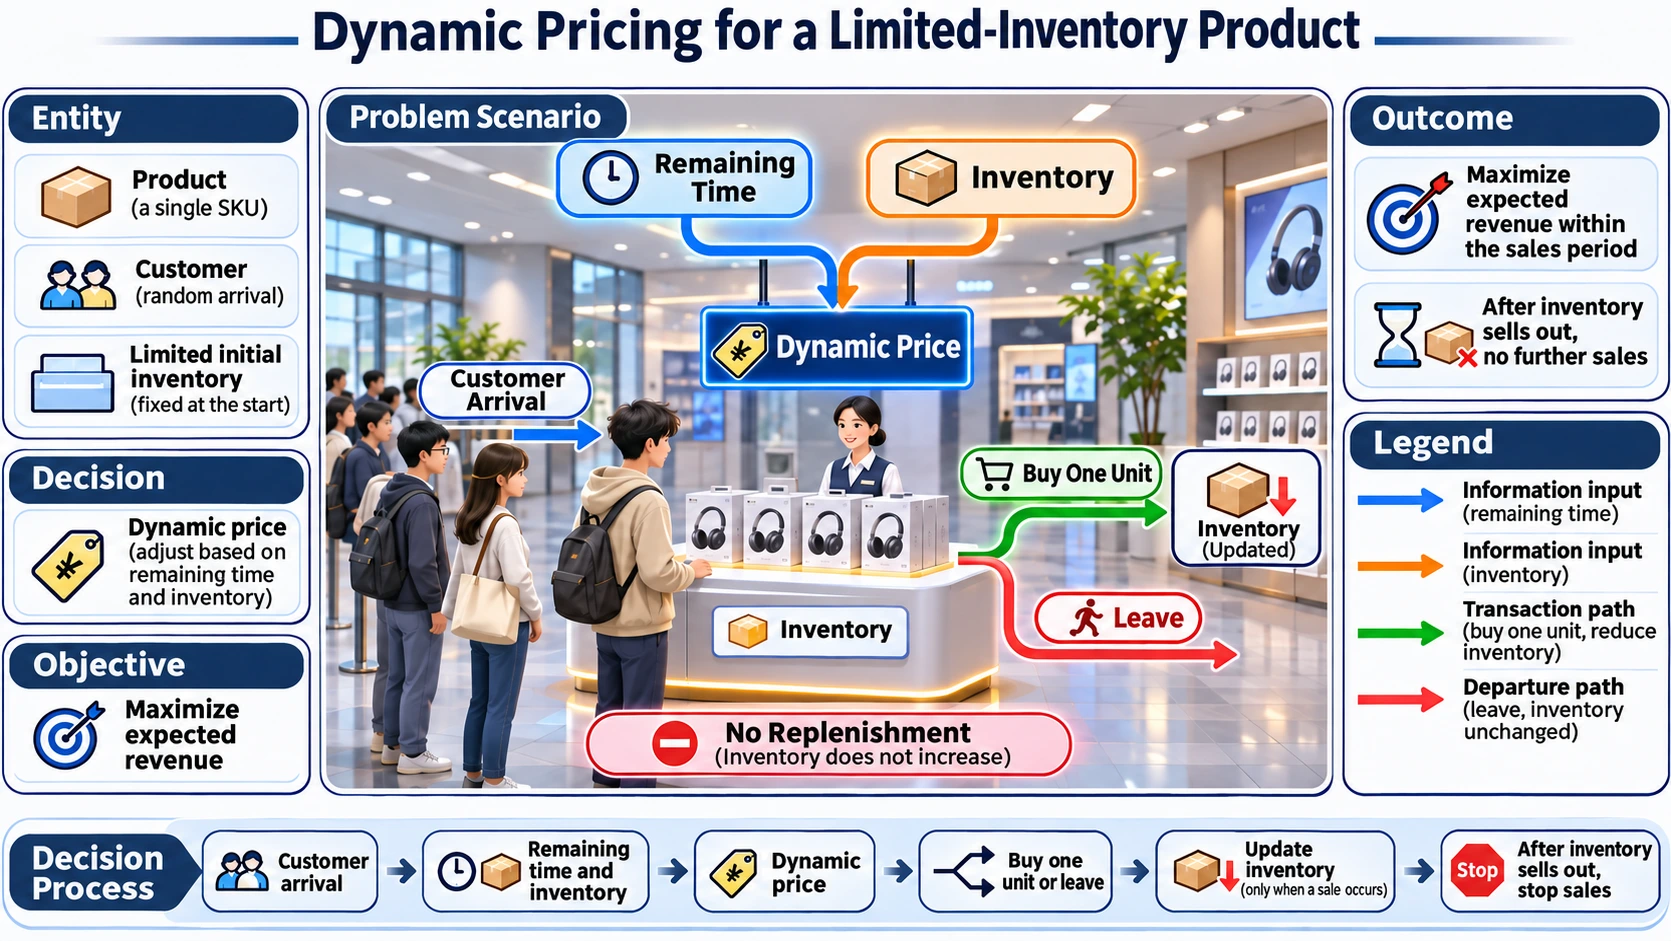 Dynamic Pricing for a Limited-Inventory Product
Entity
Product
(a single SKU)
Customer
(random arrival)
Limited initial
inventory
(fixed at the start)
Decision
Dynamic price
(adjust based on
remaining time
and inventory)
Objective
Maximize
expected
revenue
Problem Scenario
Remaining
Time
Inventory
¥
Dynamic Price
Customer
Arrival
Buy One Unit
Inventory
(Updated)
Leave
Inventory
No Replenishment
(Inventory does not increase)
Outcome
Maximize
expected
revenue within
the sales period
After inventory
sells out,
no further sales
Legend
Information input
(remaining time)
Information input
(inventory)
Transaction path
(buy one unit, reduce
inventory)
Departure path
(leave, inventory
unchanged)
Decision
Process
Customer
arrival
Remaining
time and
inventory
¥
Dynamic
price
Buy one
unit or leave
Update
inventory
(only when a sale occurs)
Stop
After inventory
sells out,
stop sales